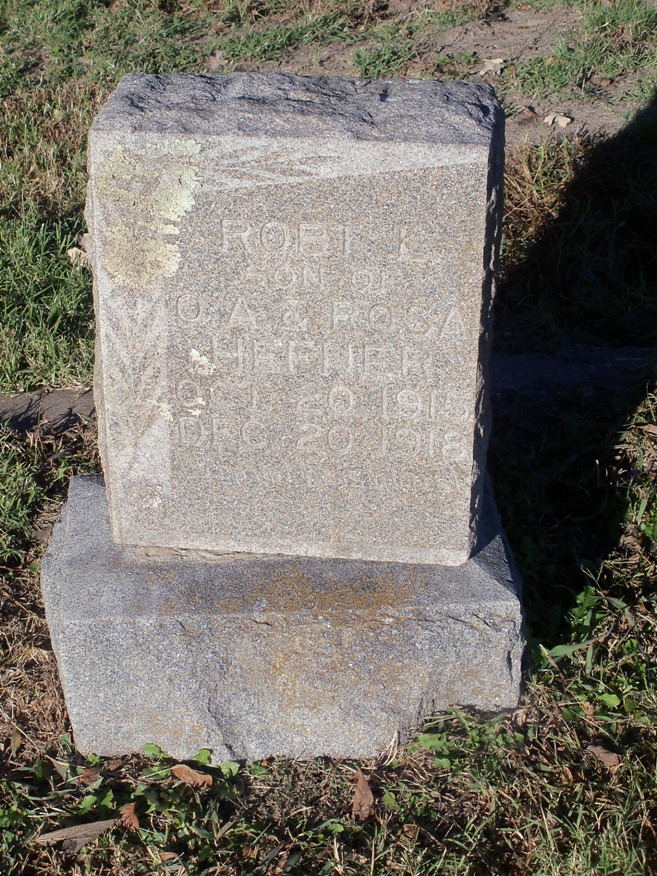 ROBT L.
SON OF
O A & ROSA
HEFNER
OCT 20 1915
DEC 20 1918